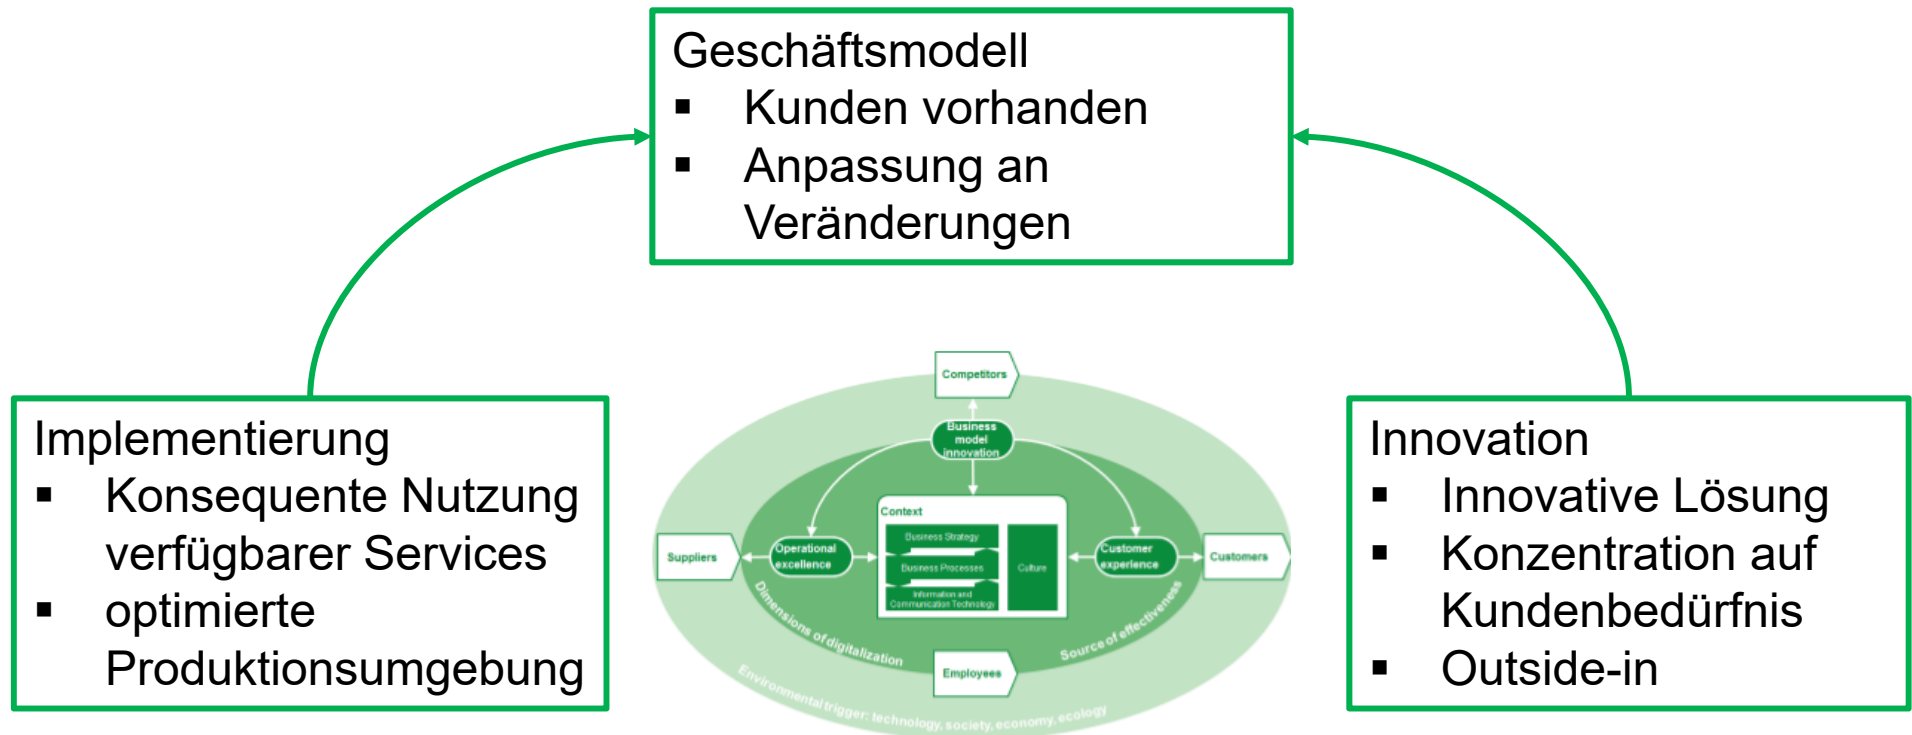 Geschäftsmodell
▪ Kunden vorhanden
▪ Anpassung an
Veränderungen
Implementierung
▪ Konsequente Nutzung
verfügbarer Services
▪ optimierte
Produktionsumgebung
Competitors
Business
model
innovation
Context
Business Strategy
Business Processes
Information and
Communication Technology
Culture
Suppliers
Operational
excellence
Customer
experience
Customers
Dimensions of digitalization
Source of effectiveness
Employees
Environmental trigger: technology, society, economy, ecology
Innovation
▪ Innovative Lösung
▪ Konzentration auf
Kundenbedürfnis
▪ Outside-in